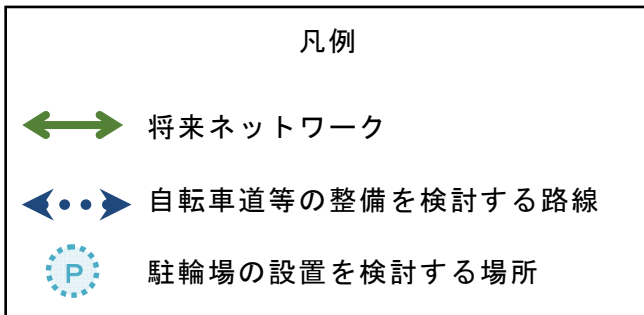 凡例
将来ネットワーク
自転車道等の整備を検討する路線
P 駐輪場の設置を検討する場所